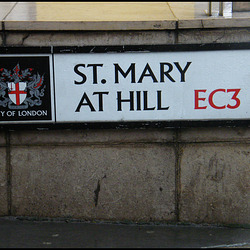 ST. MARY
AT HILL EC3
Y OF LONDON